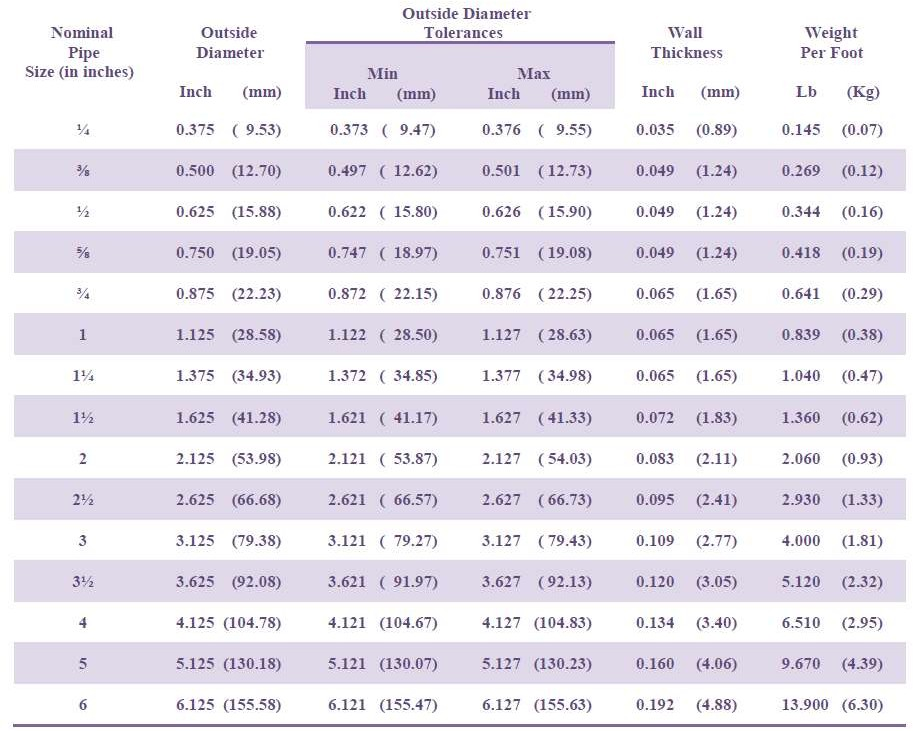 Outside Diameter
Nominal Outside Tolerances Wall Weight
Pipe Diameter Thickness Per Foot
Size (in inches)
Min Max
Inch (mm) Inch (mm) Inch (mm) Inch (mm) Lb (Kg)
¼ 0.375 ( 9.53) 0.373 ( 9.47) 0.376 ( 9.55) 0.035 (0.89) 0.145 (0.07)
⅜ 0.500 (12.70) 0.497 ( 12.62) 0.501 ( 12.73) 0.049 (1.24) 0.269 (0.12)
½ 0.625 (15.88) 0.622 ( 15.80) 0.626 ( 15.90) 0.049 (1.24) 0.344 (0.16)
⅝ 0.750 (19.05) 0.747 ( 18.97) 0.751 ( 19.08) 0.049 (1.24) 0.418 (0.19)
¾ 0.875 (22.23) 0.872 ( 22.15) 0.876 ( 22.25) 0.065 (1.65) 0.641 (0.29)
1 1.125 (28.58) 1.122 ( 28.50) 1.127 ( 28.63) 0.065 (1.65) 0.839 (0.38)
1¼ 1.375 (34.93) 1.372 ( 34.85) 1.377 ( 34.98) 0.065 (1.65) 1.040 (0.47)
1½ 1.625 (41.28) 1.621 ( 41.17) 1.627 ( 41.33) 0.072 (1.83) 1.360 (0.62)
2 2.125 (53.98) 2.121 ( 53.87) 2.127 ( 54.03) 0.083 (2.11) 2.060 (0.93)
2½ 2.625 (66.68) 2.621 ( 66.57) 2.627 ( 66.73) 0.095 (2.41) 2.930 (1.33)
3 3.125 (79.38) 3.121 ( 79.27) 3.127 ( 79.43) 0.109 (2.77) 4.000 (1.81)
3½ 3.625 (92.08) 3.621 ( 91.97) 3.627 ( 92.13) 0.120 (3.05) 5.120 (2.32)
4 4.125 (104.78) 4.121 (104.67) 4.127 (104.83) 0.134 (3.40) 6.510 (2.95)
5 5.125 (130.18) 5.121 (130.07) 5.127 (130.23) 0.160 (4.06) 9.670 (4.39)
6 6.125 (155.58) 6.121 (155.47) 6.127 (155.63) 0.192 (4.88) 13.900 (6.30)